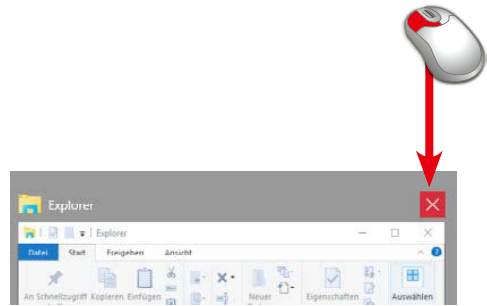 Explorer
Explorer
Datei Start Freigeben Ansicht
An Schnellzugriff Kopieren Einfügen Neuer Eigenschaften Auswählen